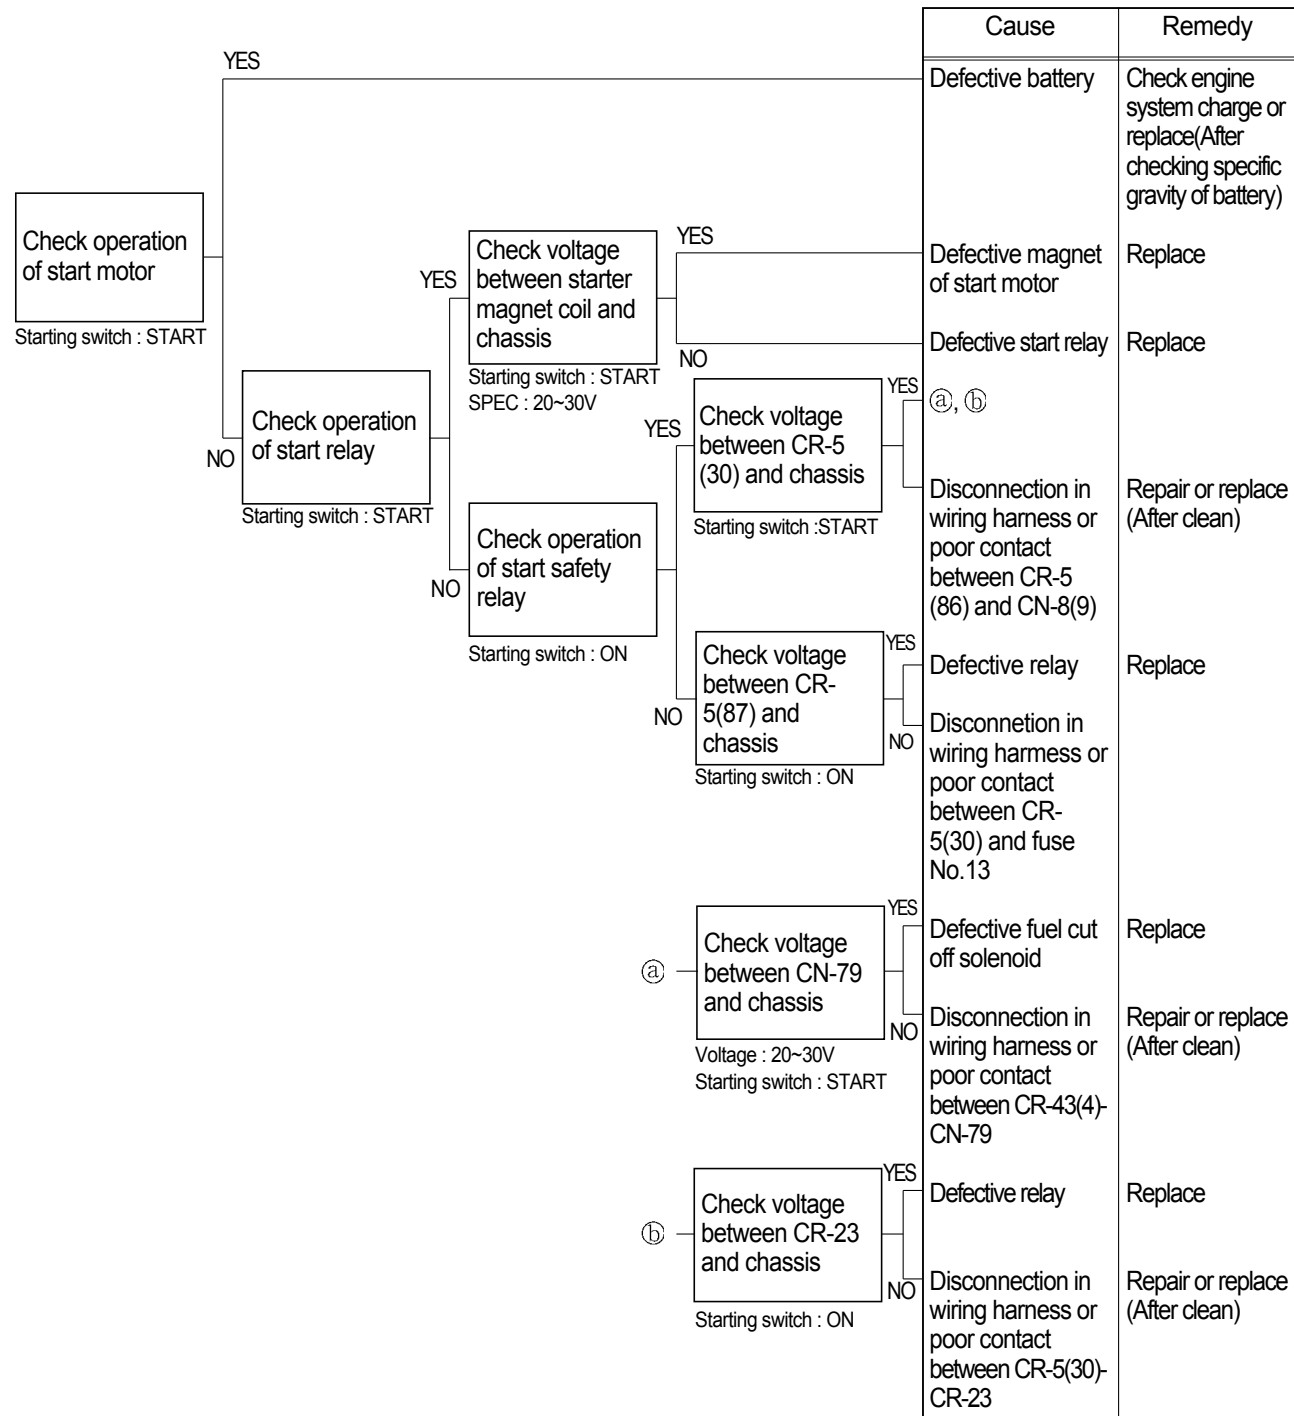 Cause
Remedy
YES
Defective battery
Check engine
system charge or
replace(After
checking specific
gravity of battery)
Check operation
of start motor
Starting switch : START
NO
Check operation
of start relay
Starting switch : START
YES
Check voltage
between starter
magnet coil and
chassis
Starting switch : START
SPEC : 20~30V
YES
Defective magnet
of start motor
Replace
NO
Defective start relay
Replace
NO
Check operation
of start safety
relay
Starting switch : ON
YES
Check voltage
between CR-5
(30) and chassis
Starting switch :START
YES
ⓐ, ⓑ
Disconnection in
wiring harness or
poor contact
between CR-5
(86) and CN-8(9)
Repair or replace
(After clean)
NO
Check voltage
between CR-
5(87) and
chassis
Starting switch : ON
YES
Defective relay
Replace
NO
Disconnetion in
wiring harmess or
poor contact
between CR-
5(30) and fuse
No.13
ⓐ
Check voltage
between CN-79
and chassis
Voltage : 20~30V
Starting switch : START
YES
Defective fuel cut
off solenoid
Replace
NO
Disconnection in
wiring harness or
poor contact
between CR-43(4)-
CN-79
Repair or replace
(After clean)
ⓑ
Check voltage
between CR-23
and chassis
Starting switch : ON
YES
Defective relay
Replace
NO
Disconnection in
wiring harness or
poor contact
between CR-5(30)-
CR-23
Repair or replace
(After clean)